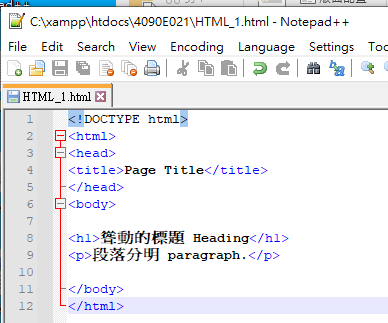 C:\xampp\htdocs\4090E021\HTML_1.html - Notepad++
File Edit Search View Encoding Language Settings To
HTML_1.html
1 <!DOCTYPE html>
2 <html>
3 <head>
4 <title>Page Title</title>
5 </head>
6 <body>
7
8 <h1>聳動的標題 Heading</h1>
9 <p>段落分明 paragraph.</p>
10
11 </body>
12 </html>